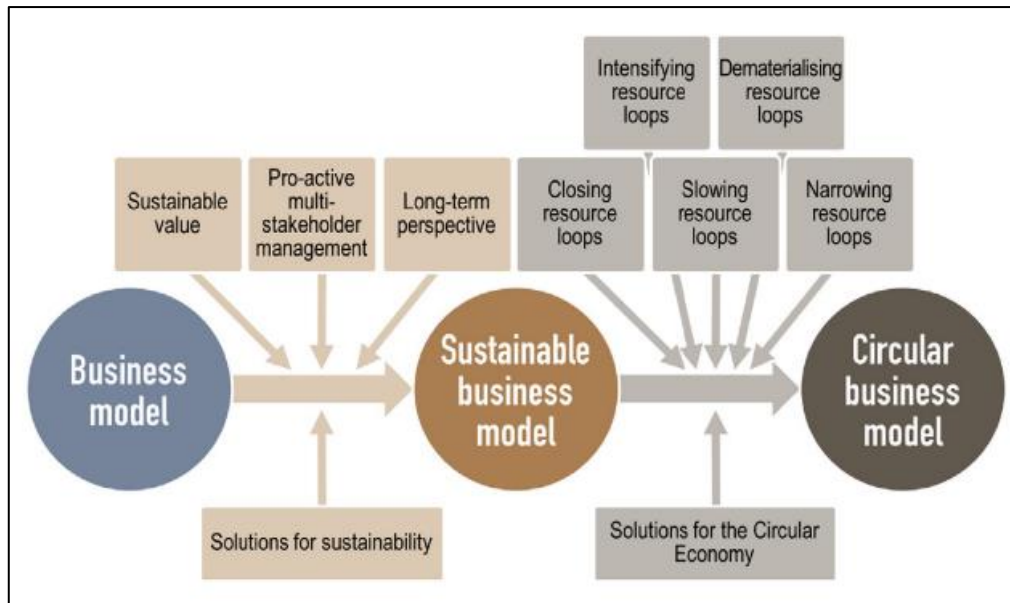 Intensifying
resource
loops
Dematerialising
resource
loops
Sustainable
value
Pro-active
multi-
stakeholder
management
Long-term
perspective
Closing
resource
loops
Slowing
resource
loops
Narrowing
resource
loops
Business
model
Sustainable
business
model
Circular
business
model
Solutions for sustainability
Solutions for the Circular
Economy